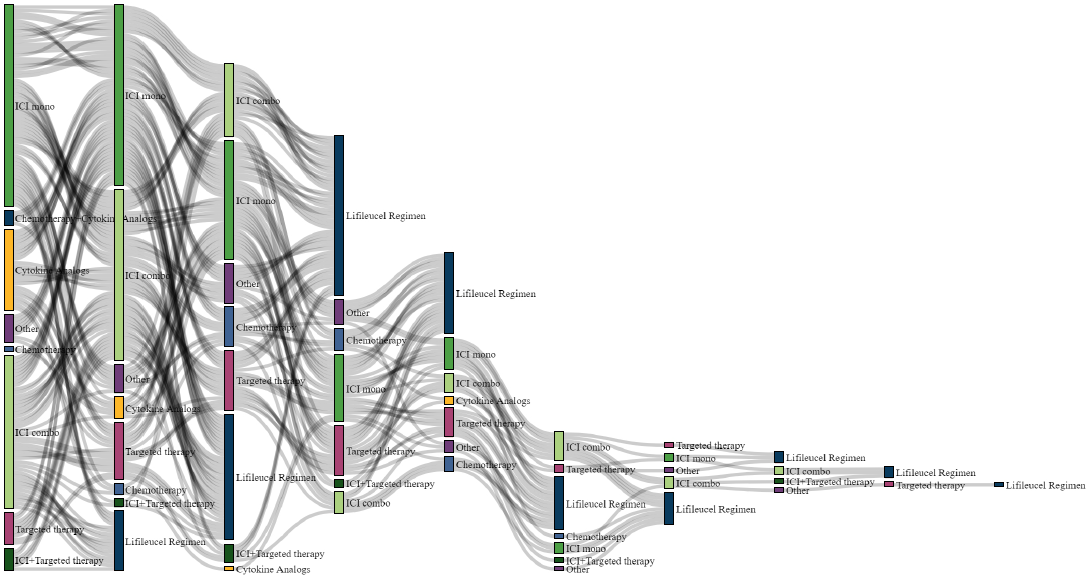 ICI mono
Chemotherapy+Cytokin Analogs
Cytokine Analogs
Other
Chemotherapy
ICI combo
Targeted therapy
ICI+Targeted therapy
ICI mono
ICI combo
Other
Cytokine Analogs
Targeted therapy
Chemotherapy
ICI+Targeted therapy
Lifileucel Regimen
ICI combo
ICI mono
Other
Chemotherapy
Targeted therapy
Lifileucel Regimen
ICI+Targeted therapy
Cytokine Analogs
Lifileucel Regimen
Other
Chemotherapy
ICI mono
Targeted therapy
ICI+Targeted therapy
ICI combo
Lifileucel Regimen
ICI mono
ICI combo
Cytokine Analogs
Targeted therapy
Other
Chemotherapy
ICI combo
Targeted therapy
Lifileucel Regimen
Chemotherapy
ICI mono
ICI+Targeted therapy
Other
Targeted therapy
ICI mono
Other
ICI combo
Lifileucel Regimen
Lifileucel Regimen
ICI combo
ICI+Targeted therapy
Other
Lifileucel Regimen
Targeted therapy
Lifileucel Regimen